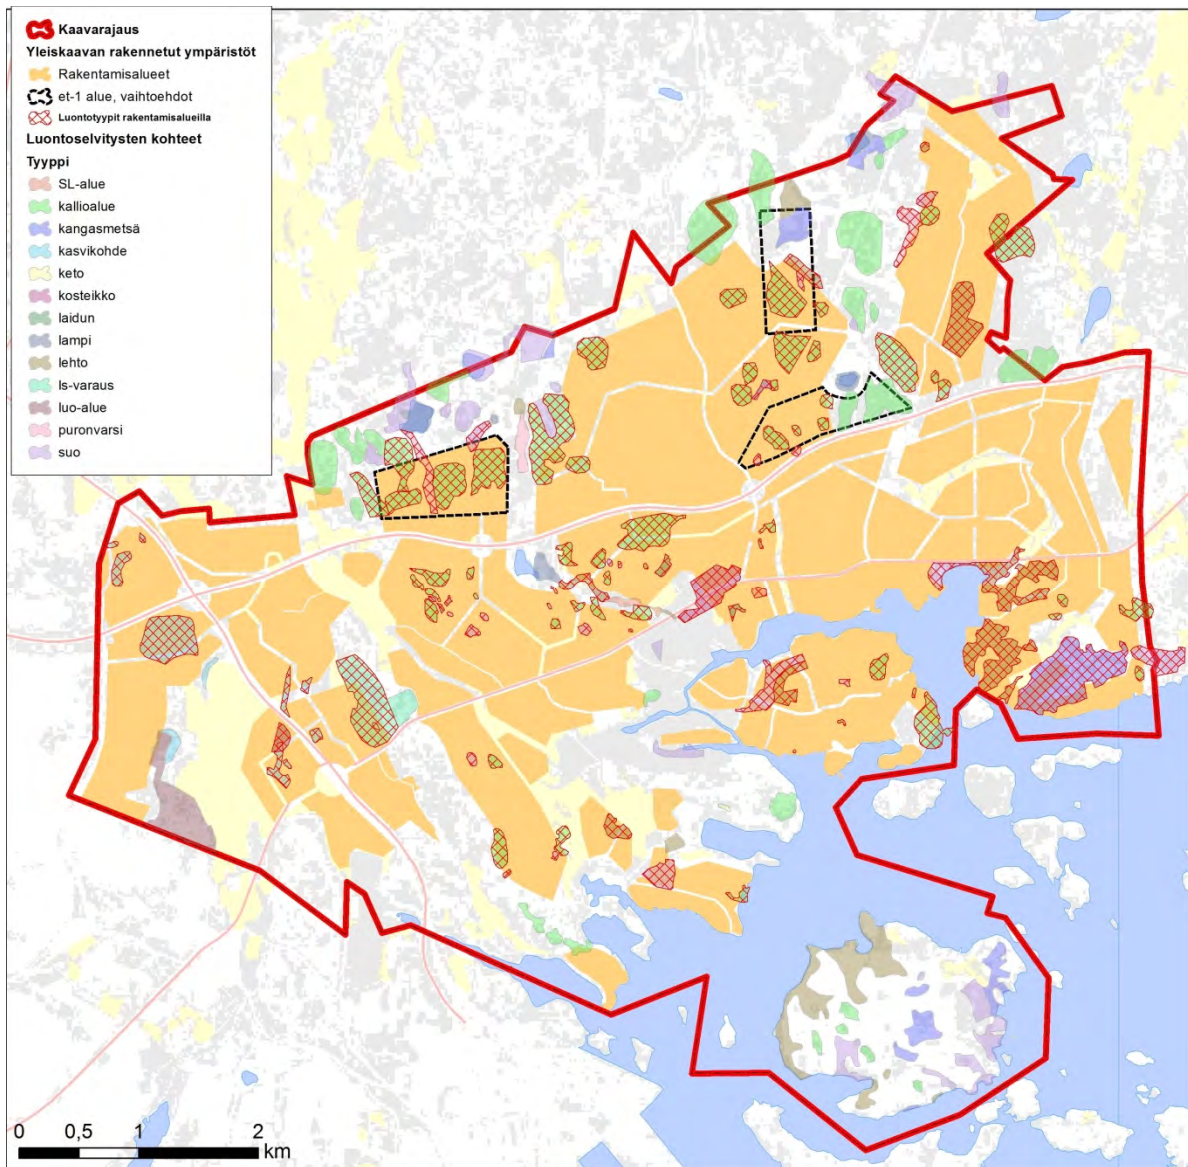 Kaavarajaus
Yleiskaavan rakennetut ympäristöt
Rakentamisalueet
et-1 alue, vaihtoehdot
Luontotyypit rakentamisalueilla
Luontoselvitysten kohteet
Tyyppi
SL-alue
kallioalue
kangasmetsä
kasvikohde
keto
kosteikko
laidun
lampi
lehto
ls-varaus
luo-alue
puronvarsi
suo
0 0,5 1 2
km